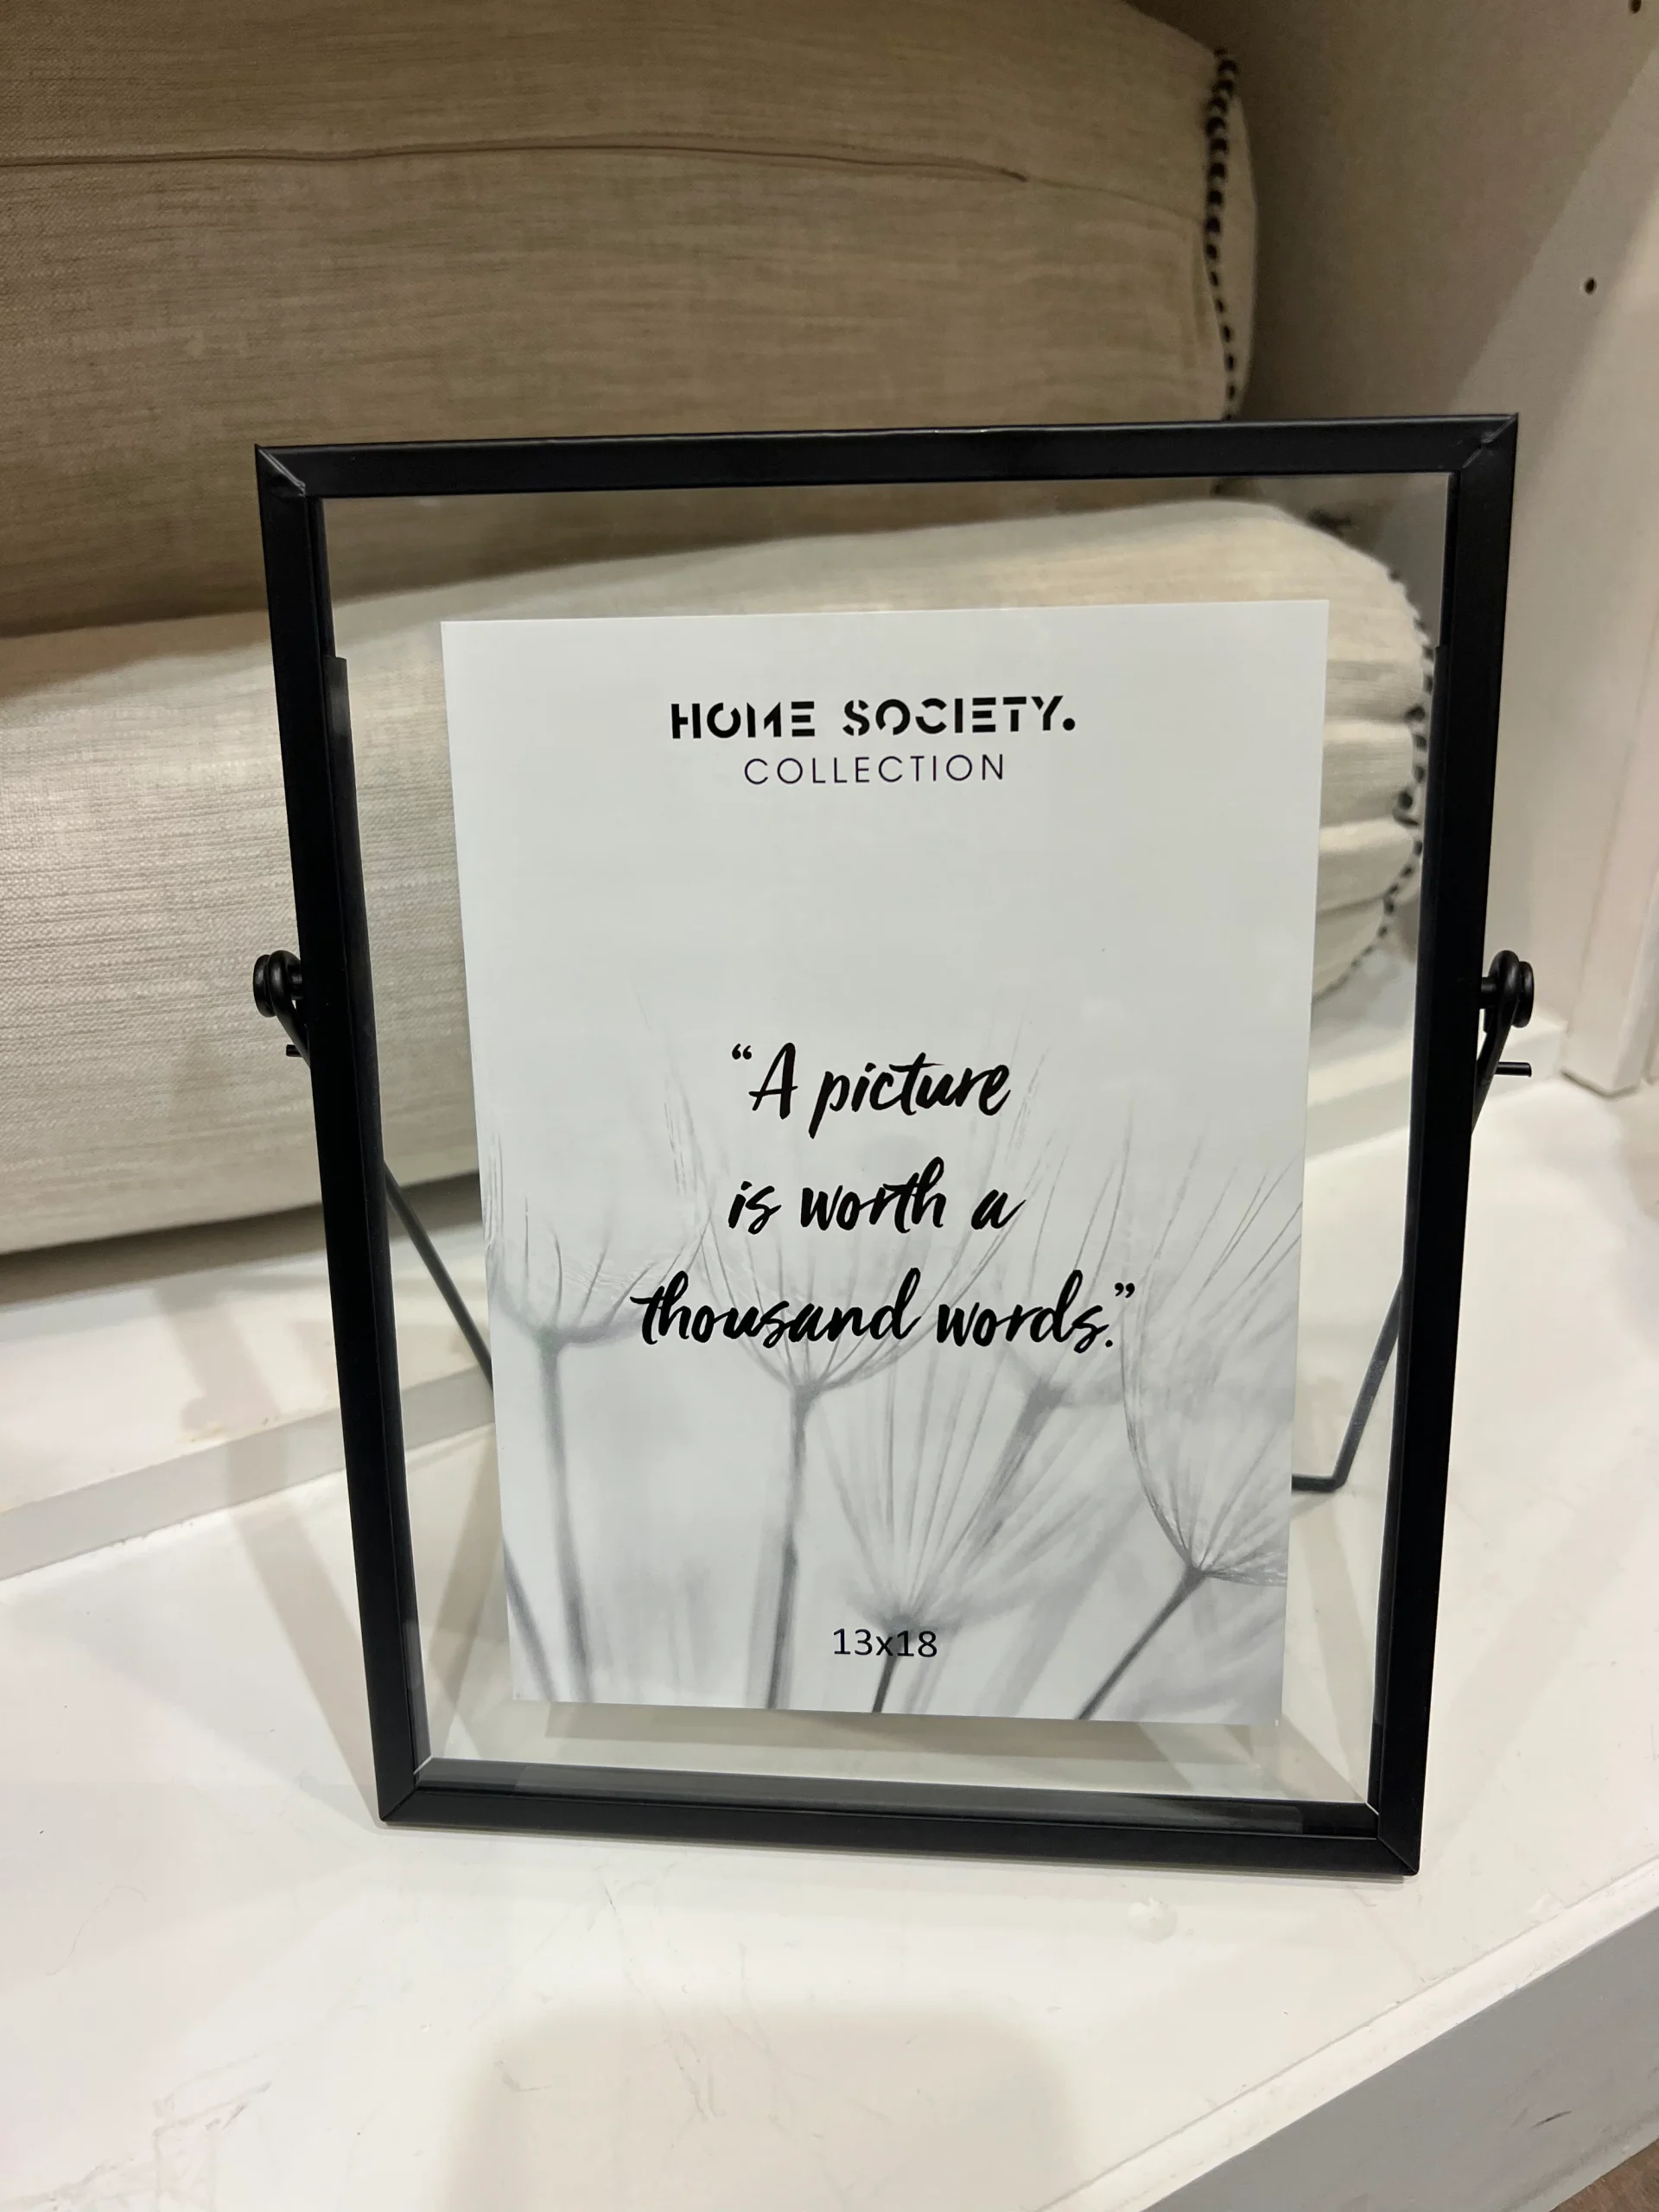 HOME SOCIETY.
COLLECTION
“A picture
is worth a
thousand words.”
13x18